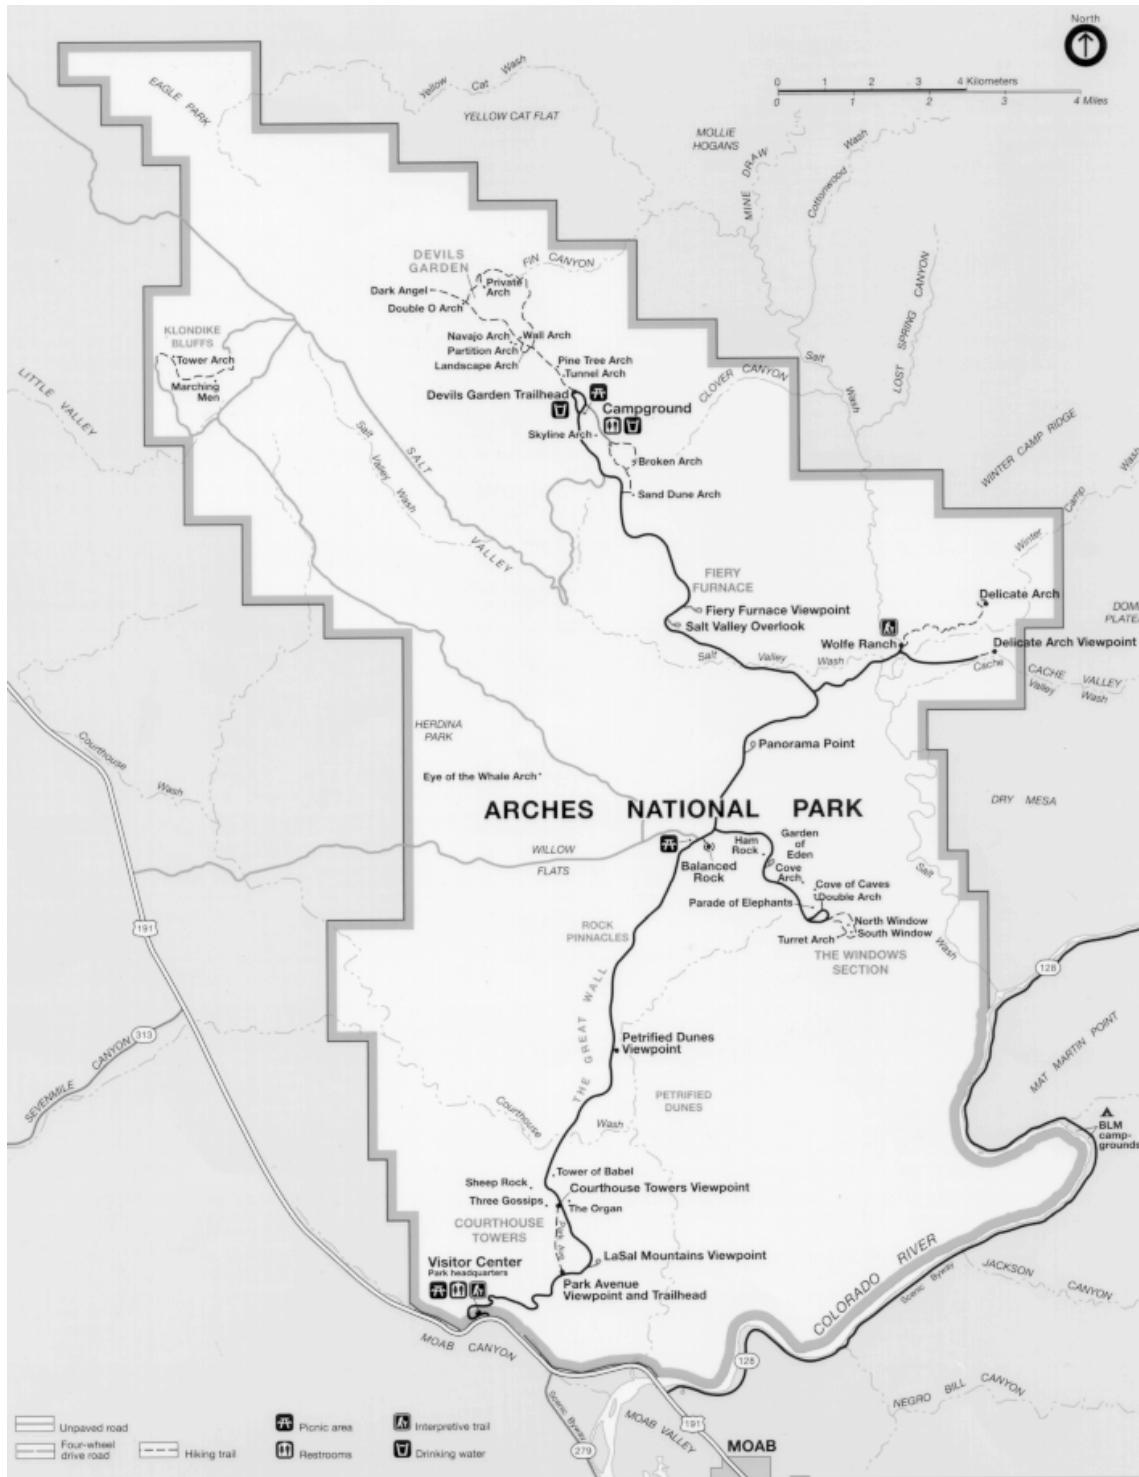 North
0 1 2 3 4 Kilometers
0 1 2 3 4 Miles
EAGLE PARK
Yellow Cat Wash
YELLOW CAT FLAT
MOLLIE
HOGANS
MINE DRAW
Cottonwood Wash
LOST SPRING CANYON
DEVILS
GARDEN
FIN CANYON
Private
Arch
Dark Angel
Double O Arch
Navajo Arch
Wall Arch
Partition Arch
Landscape Arch
Pine Tree Arch
Tunnel Arch
KLONDIKE
BLUFFS
Tower Arch
Marching
Men
LITTLE VALLEY
Devils Garden Trailhead
Campground
CLOVER CANYON
Salt
Wash
Skyline Arch
Broken Arch
Sand Dune Arch
Salt
Valley
Wash
SALT
VALLEY
WINTER CAMP RIDGE
Winter Camp Wash
FIERY
FURNACE
Fiery Furnace Viewpoint
Salt Valley Overlook
Delicate Arch
DOM
PLATE
Wolfe Ranch
Delicate Arch Viewpoint
Salt Valley Wash
Cache
Valley
Wash
CACHE VALLEY
HERDINA
PARK
Panorama Point
Courthouse
Wash
Eye of the Whale Arch
DRY MESA
ARCHES NATIONAL PARK
WILLOW
FLATS
Balanced
Rock
Ham
Rock
Garden
of
Eden
Cove
Arch
Cove of Caves
Double Arch
Parade of Elephants
North Window
South Window
Turret Arch
THE WINDOWS
SECTION
Salt
Wash
191
ROCK
PINNACLES
128
313
SEVENMILE CANYON
THE GREAT WALL
Petrified Dunes
Viewpoint
PETRIFIED
DUNES
MAT MARTIN POINT
Courthouse
Wash
BLM
camp-
grounds
Tower of Babel
Sheep Rock
Courthouse Towers Viewpoint
Three Gossips
The Organ
COURTHOUSE
TOWERS
Park Ave
LaSal Mountains Viewpoint
Visitor Center
Park headquarters
Park Avenue
Viewpoint and Trailhead
COLORADO RIVER
Scenic Byway
JACKSON CANYON
MOAB CANYON
128
NEGRO BILL CANYON
Scenic Byway
279
MOAB VALLEY
191
MOAB
Unpaved road
Four-wheel
drive road
Hiking trail
Picnic area
Restrooms
Interpretive trail
Drinking water